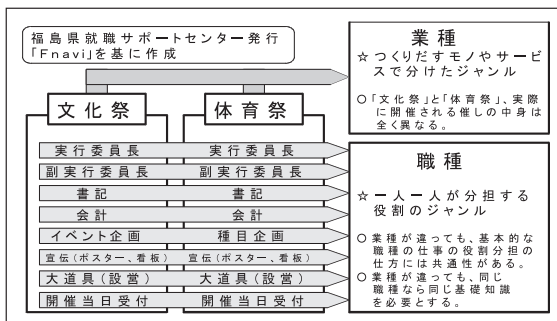 福島県就職サポートセンター発行
「Fnavi」を基に作成
文化祭
体育祭
実行委員長 実行委員長
副実行委員長 副実行委員長
書記 書記
会計 会計
イベント企画 種目企画
宣伝(ポスター、看板) 宣伝(ポスター、看板)
大道具(設営) 大道具(設営)
開催当日受付 開催当日受付
業種
☆つくりだすモノやサービ
スで分けたジャンル
○「文化祭」と「体育祭」、実際
に開催される催しの中身は
全く異なる。
職種
☆一人一人が分担する
役割のジャンル
○業種が違っても、基本的な
職種の仕事の役割分担の
仕方には共通性がある。
○業種が違っても、同じ
職種なら同じ基礎知識
を必要とする。